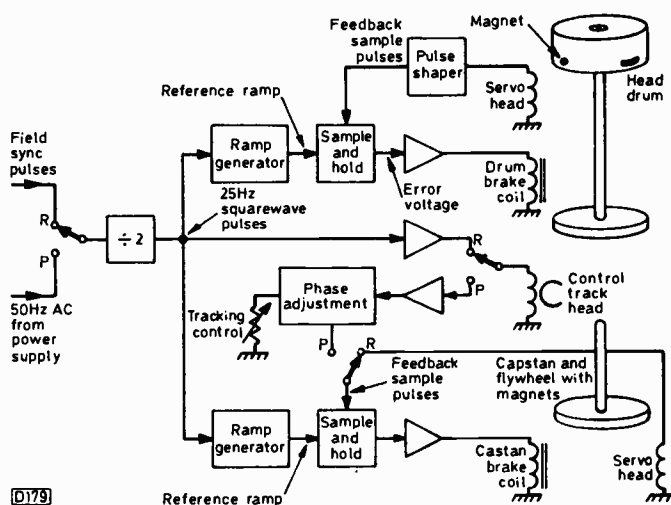 Magnet
Head
drum
Feedback
sample
pulses
Pulse
shaper
Servo
head
Reference ramp
Field
sync
pulses
Ramp
generator
Sample
and
hold
Drum
brake
coil
Error
voltage
25Hz
squarewave
pulses
R
÷2
P
50Hz AC
from
power
supply
R
P
Control
track
head
Phase
adjustment
Tracking
control
P
R
Feedback
sample
pulses
Capstan and
flywheel with
magnets
Ramp
generator
Sample
and
hold
Castan
brake
coil
Servo
head
Reference ramp
D179